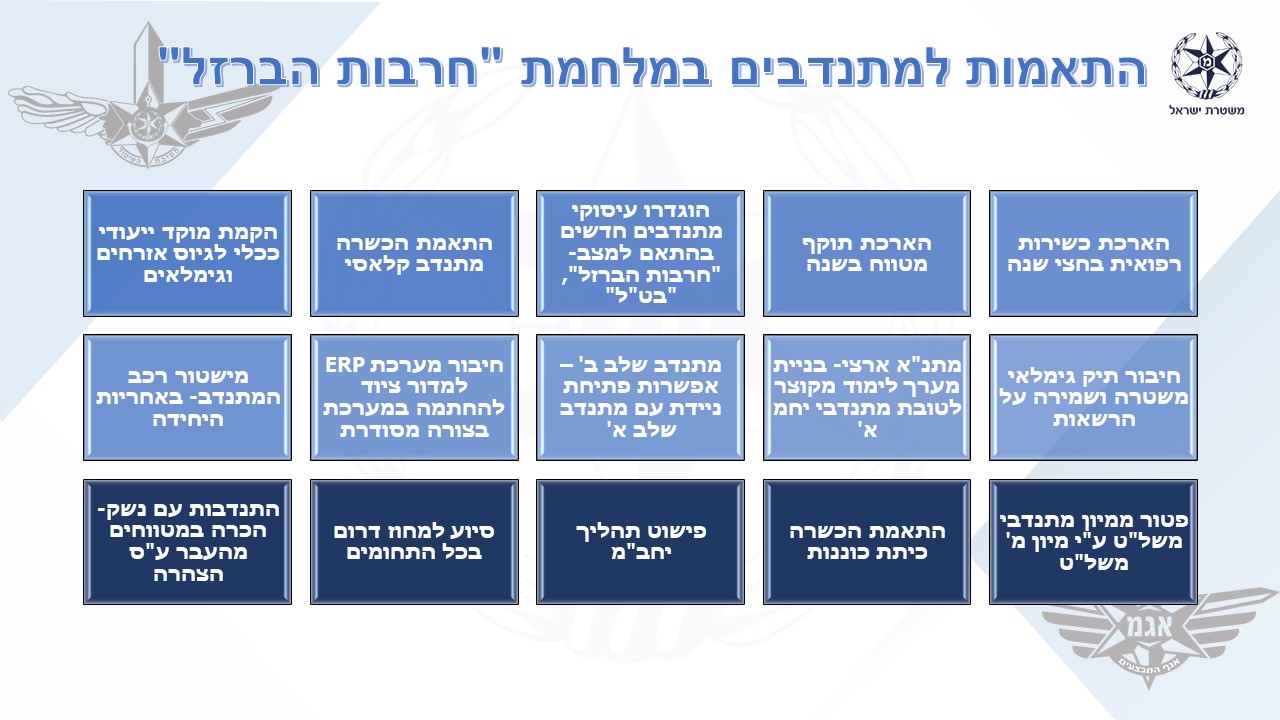 התאמות למתנדבים במלחמת "חרבות הברזל"
משטרת ישראל
הארכת כשירות
רפואית בחצי שנה
הארכת תוקף
מטווח בשנה
הוגדרו עיסוקי
מתנדבים חדשים
בהתאם למצב-
"חרבות הברזל",
"בט"ל"
התאמת הכשרה
מתנדב קלאסי
הקמת מוקד ייעודי
ככלי לגיוס אזרחים
וגימלאים
חיבור תיק גימלאי
משטרה ושמירה על
הרשאות
מתנ"א ארצי- בניית
מערך לימוד מקוצר
לטובת מתנדבי יחמ
א'
מתנדב שלב ב' –
אפשרות פתיחת
ניידת עם מתנדב
שלב א'
חיבור מערכת ERP
למדור ציוד
להחתמה במערכת
בצורה מסודרת
מישטור רכב
המתנדב- באחריות
היחידה
פטור ממיון מתנדבי
משל"ט ע"י מיון מ'
משל"ט
התאמת הכשרה
כיתת כוננות
פישוט תהליך
יחב"מ
סיוע למחוז דרום
בכל התחומים
התנדבות עם נשק-
הכרה במטווחים
מהעבר ע"ס
הצהרה
אגמ
אגף המבצעים